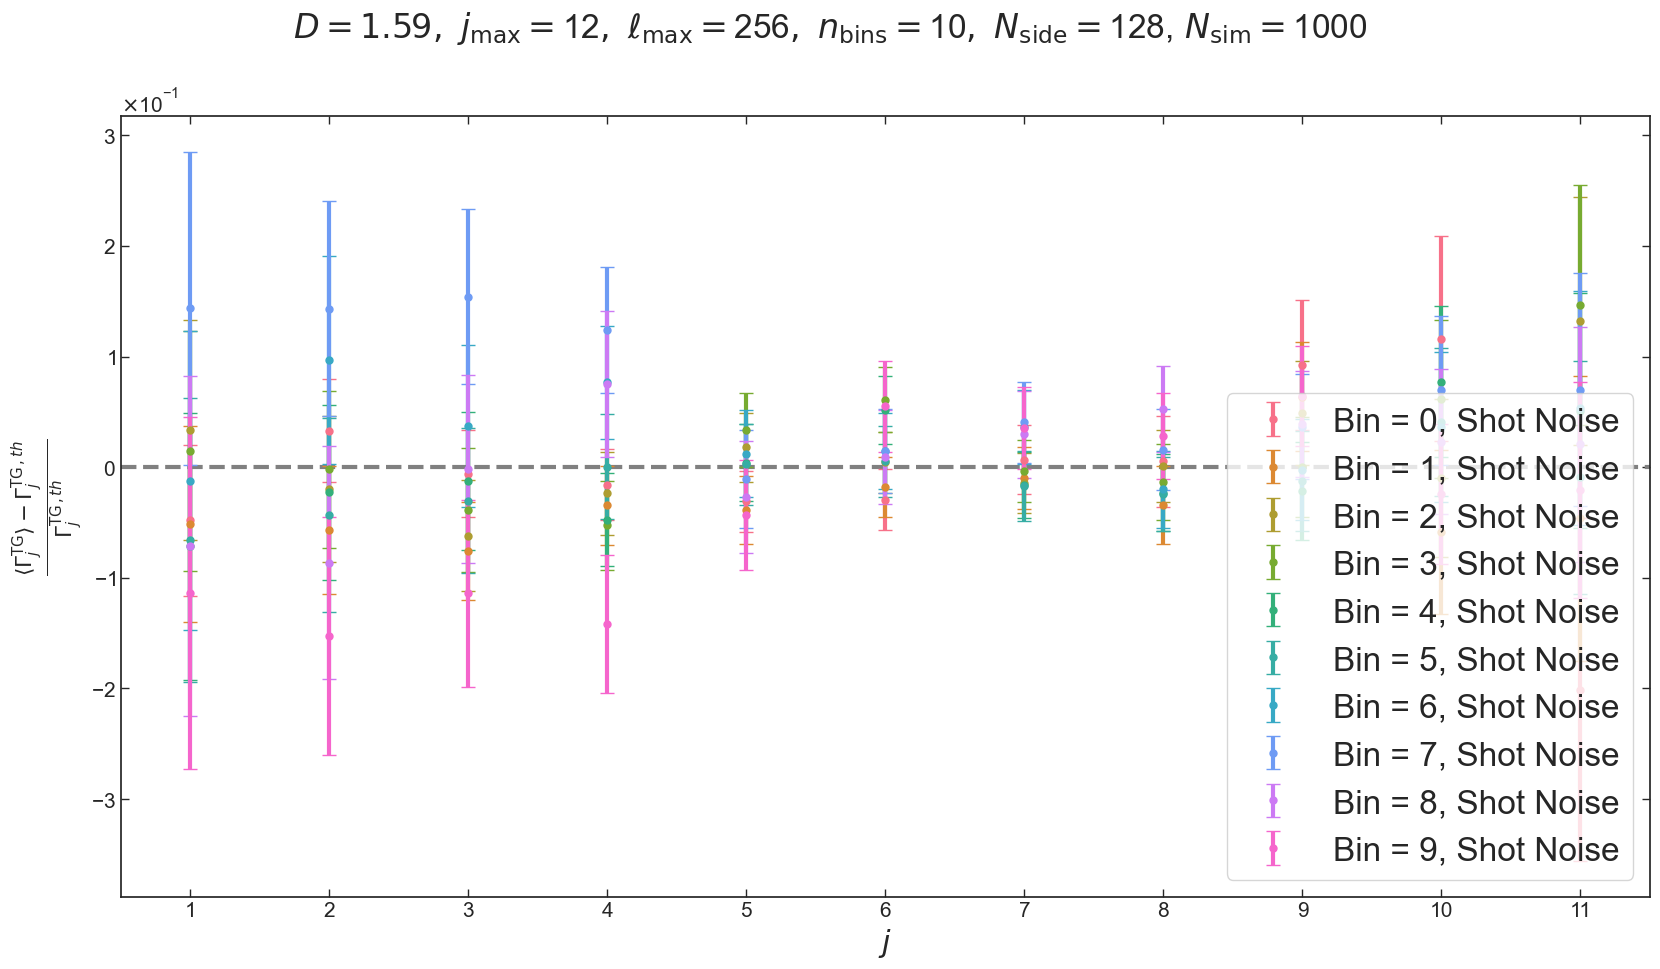 D = 1.59, j_max = 12, ℓ_max = 256, n_bins = 10, N_side = 128, N_sim = 1000
×10⁻¹
3
2
1
0
−1
−2
−3
⟨Γ_j^TG⟩ − Γ_j^TG, th
Γ_j^TG, th
Bin = 0, Shot Noise
Bin = 1, Shot Noise
Bin = 2, Shot Noise
Bin = 3, Shot Noise
Bin = 4, Shot Noise
Bin = 5, Shot Noise
Bin = 6, Shot Noise
Bin = 7, Shot Noise
Bin = 8, Shot Noise
Bin = 9, Shot Noise
1 2 3 4 5 6 7 8 9 10 11
j